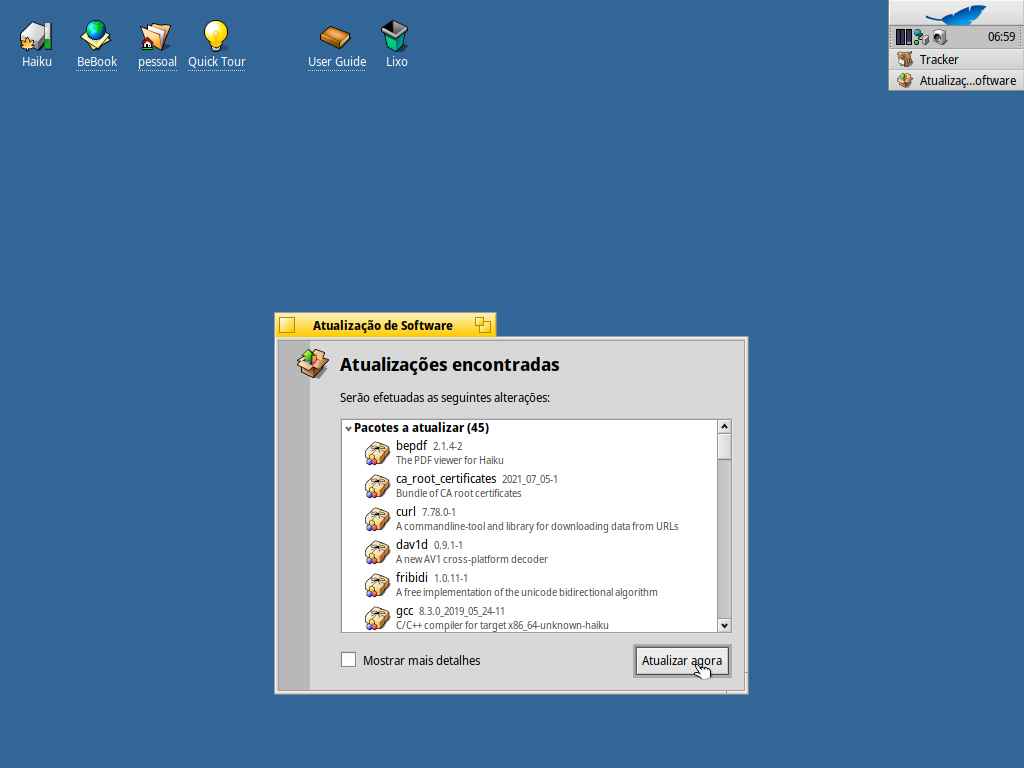 Haiku
BeBook
pessoal
Quick Tour
User Guide
Lixo
06:59
Tracker
Atualizaç...oftware
Atualização de Software
Atualizações encontradas
Serão efetuadas as seguintes alterações:
Pacotes a atualizar (45)
bepdf 2.1.4-2
The PDF viewer for Haiku
ca_root_certificates 2021_07_05-1
Bundle of CA root certificates
curl 7.78.0-1
A commandline-tool and library for downloading data from URLs
dav1d 0.9.1-1
A new AV1 cross-platform decoder
fribidi 1.0.11-1
A free implementation of the unicode bidirectional algorithm
gcc 8.3.0_2019_05_24-11
C/C++ compiler for target x86_64-unknown-haiku
Mostrar mais detalhes
Atualizar agora